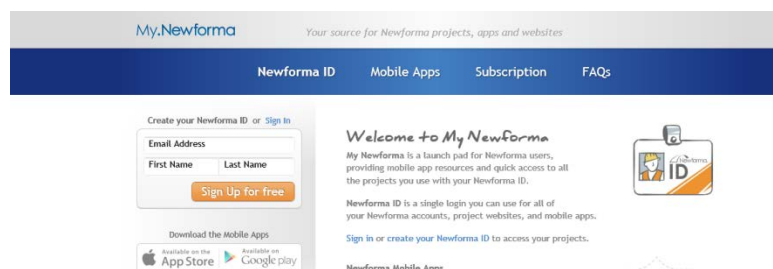 My.Newforma
Your source for Newforma projects, apps and websites
Newforma ID Mobile Apps Subscription FAQs
Create your Newforma ID or Sign In
Email Address
First Name Last Name
Sign Up for free
Download the Mobile Apps
Available on the
App Store
Available on
Google play
Welcome to My Newforma
My Newforma is a launch pad for Newforma users,
providing mobile app resources and quick access to all
the projects you use with your Newforma ID.
Newforma ID is a single login you can use for all of
your Newforma accounts, project websites, and mobile apps.
Sign in or create your Newforma ID to access your projects.
Newforma Mobile Apps
Newforma
ID